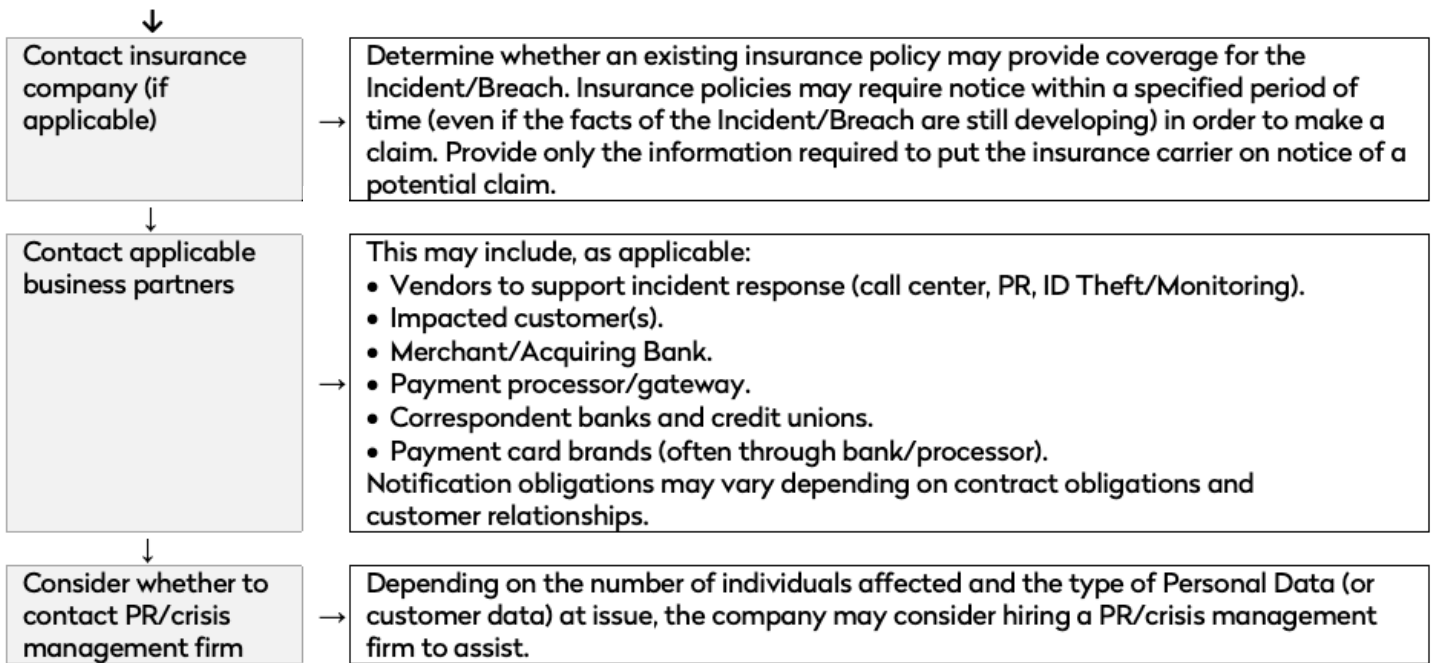 ↓
Contact insurance
company (if
applicable)
→
Determine whether an existing insurance policy may provide coverage for the
Incident/Breach. Insurance policies may require notice within a specified period of
time (even if the facts of the Incident/Breach are still developing) in order to make a
claim. Provide only the information required to put the insurance carrier on notice of a
potential claim.
↓
Contact applicable
business partners
→
This may include, as applicable:
• Vendors to support incident response (call center, PR, ID Theft/Monitoring).
• Impacted customer(s).
• Merchant/Acquiring Bank.
• Payment processor/gateway.
• Correspondent banks and credit unions.
• Payment card brands (often through bank/processor).
Notification obligations may vary depending on contract obligations and
customer relationships.
↓
Consider whether to
contact PR/crisis
management firm
→
Depending on the number of individuals affected and the type of Personal Data (or
customer data) at issue, the company may consider hiring a PR/crisis management
firm to assist.